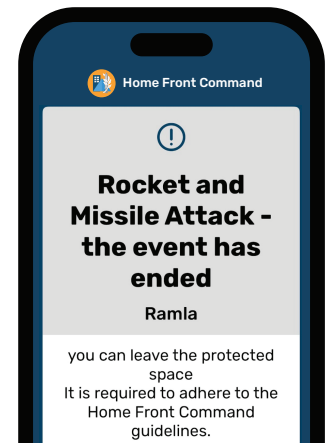 Home Front Command
Rocket and
Missile Attack -
the event has
ended
Ramla
you can leave the protected
space
It is required to adhere to the
Home Front Command
guidelines.